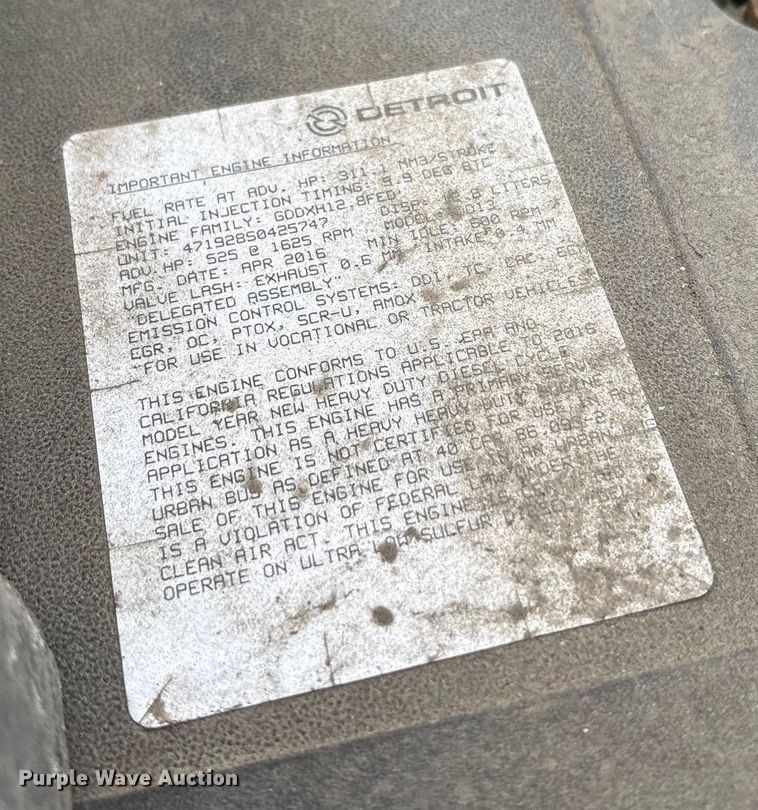 DETROIT
IMPORTANT ENGINE INFORMATION
FUEL RATE AT ADV. HP: 311.1 MM3/STROKE
INITIAL INJECTION TIMING: 9.9 DEG BTC
ENGINE FAMILY: GDDXH12.8FED DISP: LITERS
UNIT: 471928S0425747 MODEL: DD13
ADV. HP: 525 @ 1625 RPM MIN IDLE: 600 RPM
MFG. DATE: APR 2016
VALVE LASH: EXHAUST 0.6 MM INTAKE 0.4 MM
DELEGATED ASSEMBLY
EMISSION CONTROL SYSTEMS: DDI, TC,
EGR, OC, PTOX, SCR-U, AMOX
*FOR USE IN VOCATIONAL OR TRACTOR VEHICLES
THIS ENGINE CONFORMS TO U.S. EPA AND
CALIFORNIA REGULATIONS APPLICABLE TO 2016
MODEL YEAR NEW HEAVY DUTY DIESEL CYCLE
ENGINES. THIS ENGINE HAS A PRIMARY SERVICE
APPLICATION AS A HEAVY HEAVY DUTY ENGINE.
THIS ENGINE IS NOT CERTIFIED FOR USE IN AN
URBAN BUS AS DEFINED AT 40 CFR 86.093-2.
SALE OF THIS ENGINE FOR USE IN AN URBAN BUS
IS A VIOLATION OF FEDERAL LAW UNDER THE
CLEAN AIR ACT. THIS ENGINE IS CERTIFIED TO
OPERATE ON ULTRA LOW SULFUR DIESEL
Purple Wave Auction